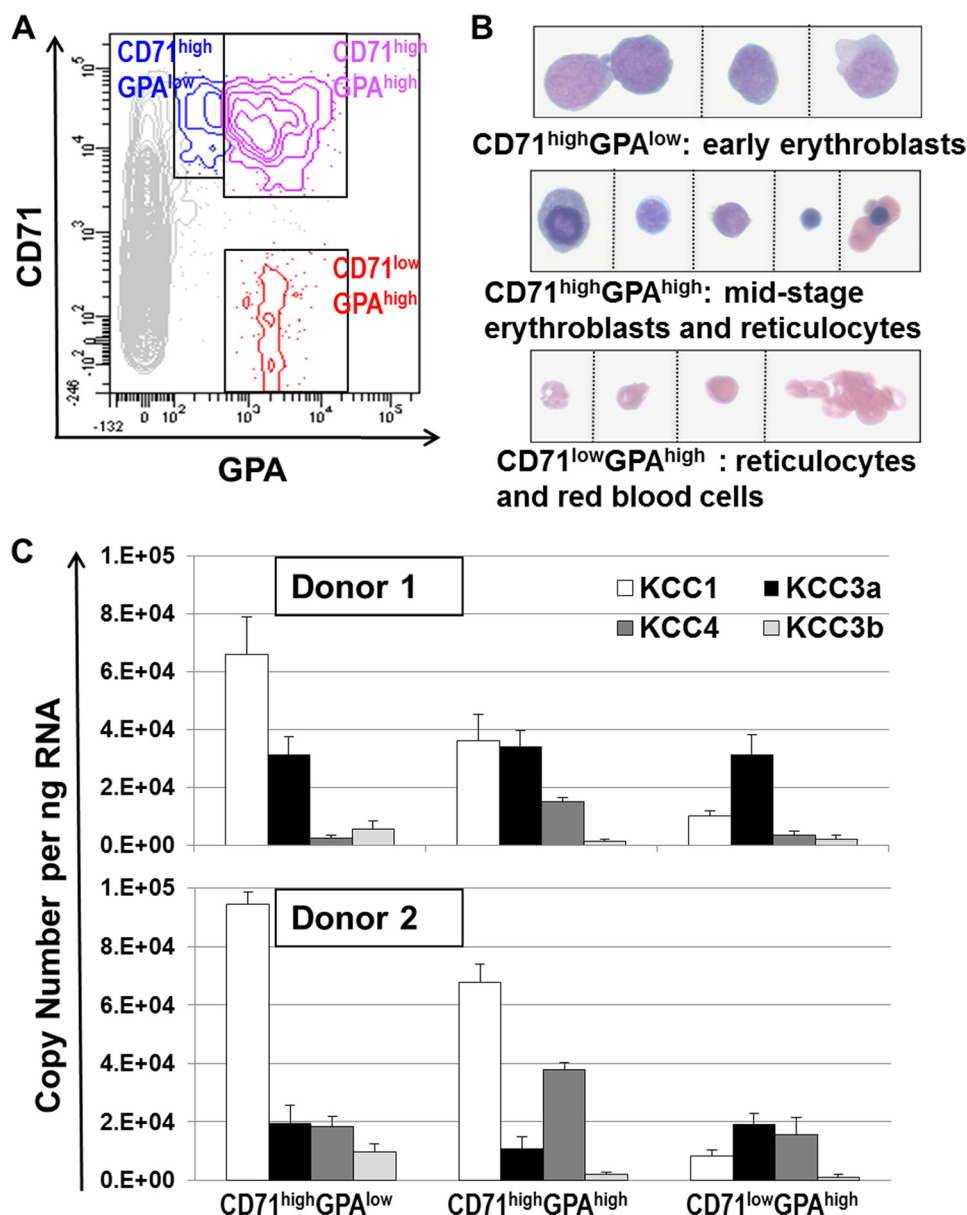 A
CD71high
GPAlow
CD71high
GPAhigh
CD71low
GPAhigh
CD71
10^5
10^4
10^3
10^2
0
-10^2
-246
-132
0
10^2
10^3
10^4
10^5
GPA
B
CD71highGPAlow: early erythroblasts
CD71highGPAhigh: mid-stage
erythroblasts and reticulocytes
CD71lowGPAhigh : reticulocytes
and red blood cells
C
Copy Number per ng RNA
Donor 1
KCC1
KCC3a
KCC4
KCC3b
1.E+05
8.E+04
6.E+04
4.E+04
2.E+04
0.E+00
Donor 2
1.E+05
8.E+04
6.E+04
4.E+04
2.E+04
0.E+00
CD71highGPAlow
CD71highGPAhigh
CD71lowGPAhigh